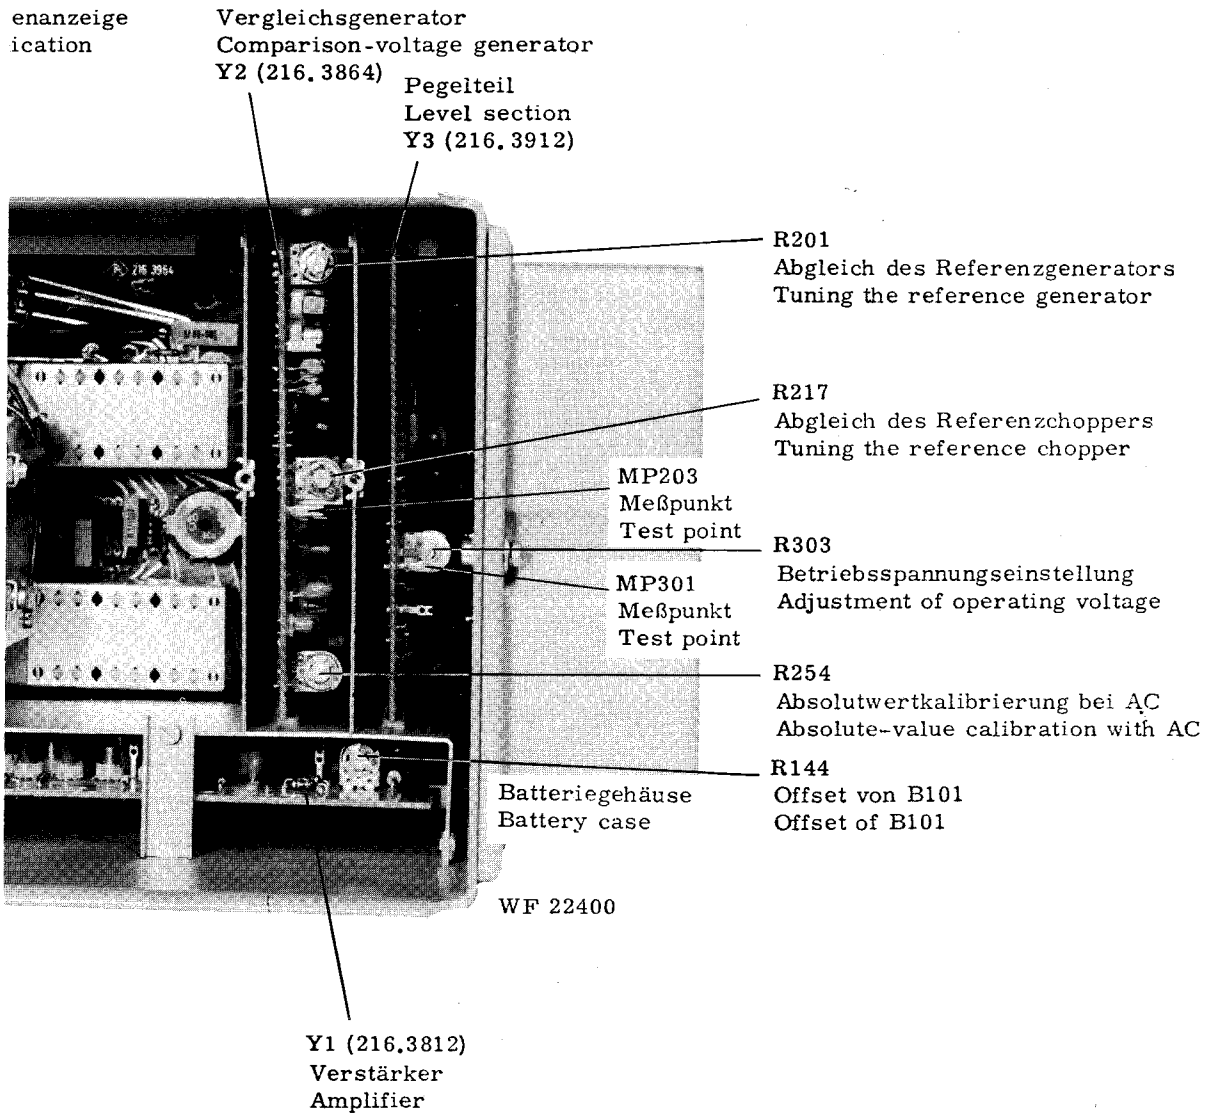 enanzeige
ication
Vergleichsgenerator
Comparison-voltage generator
Y2 (216.3864)
Pegelteil
Level section
Y3 (216.3912)
216 3964
R201
Abgleich des Referenzgenerators
Tuning the reference generator
R217
Abgleich des Referenzchoppers
Tuning the reference chopper
MP203
Meßpunkt
Test point
R303
Betriebsspannungseinstellung
Adjustment of operating voltage
MP301
Meßpunkt
Test point
R254
Absolutwertkalibrierung bei AC
Absolute-value calibration with AC
R144
Offset von B101
Offset of B101
Batteriegehäuse
Battery case
WF 22400
Y1 (216.3812)
Verstärker
Amplifier